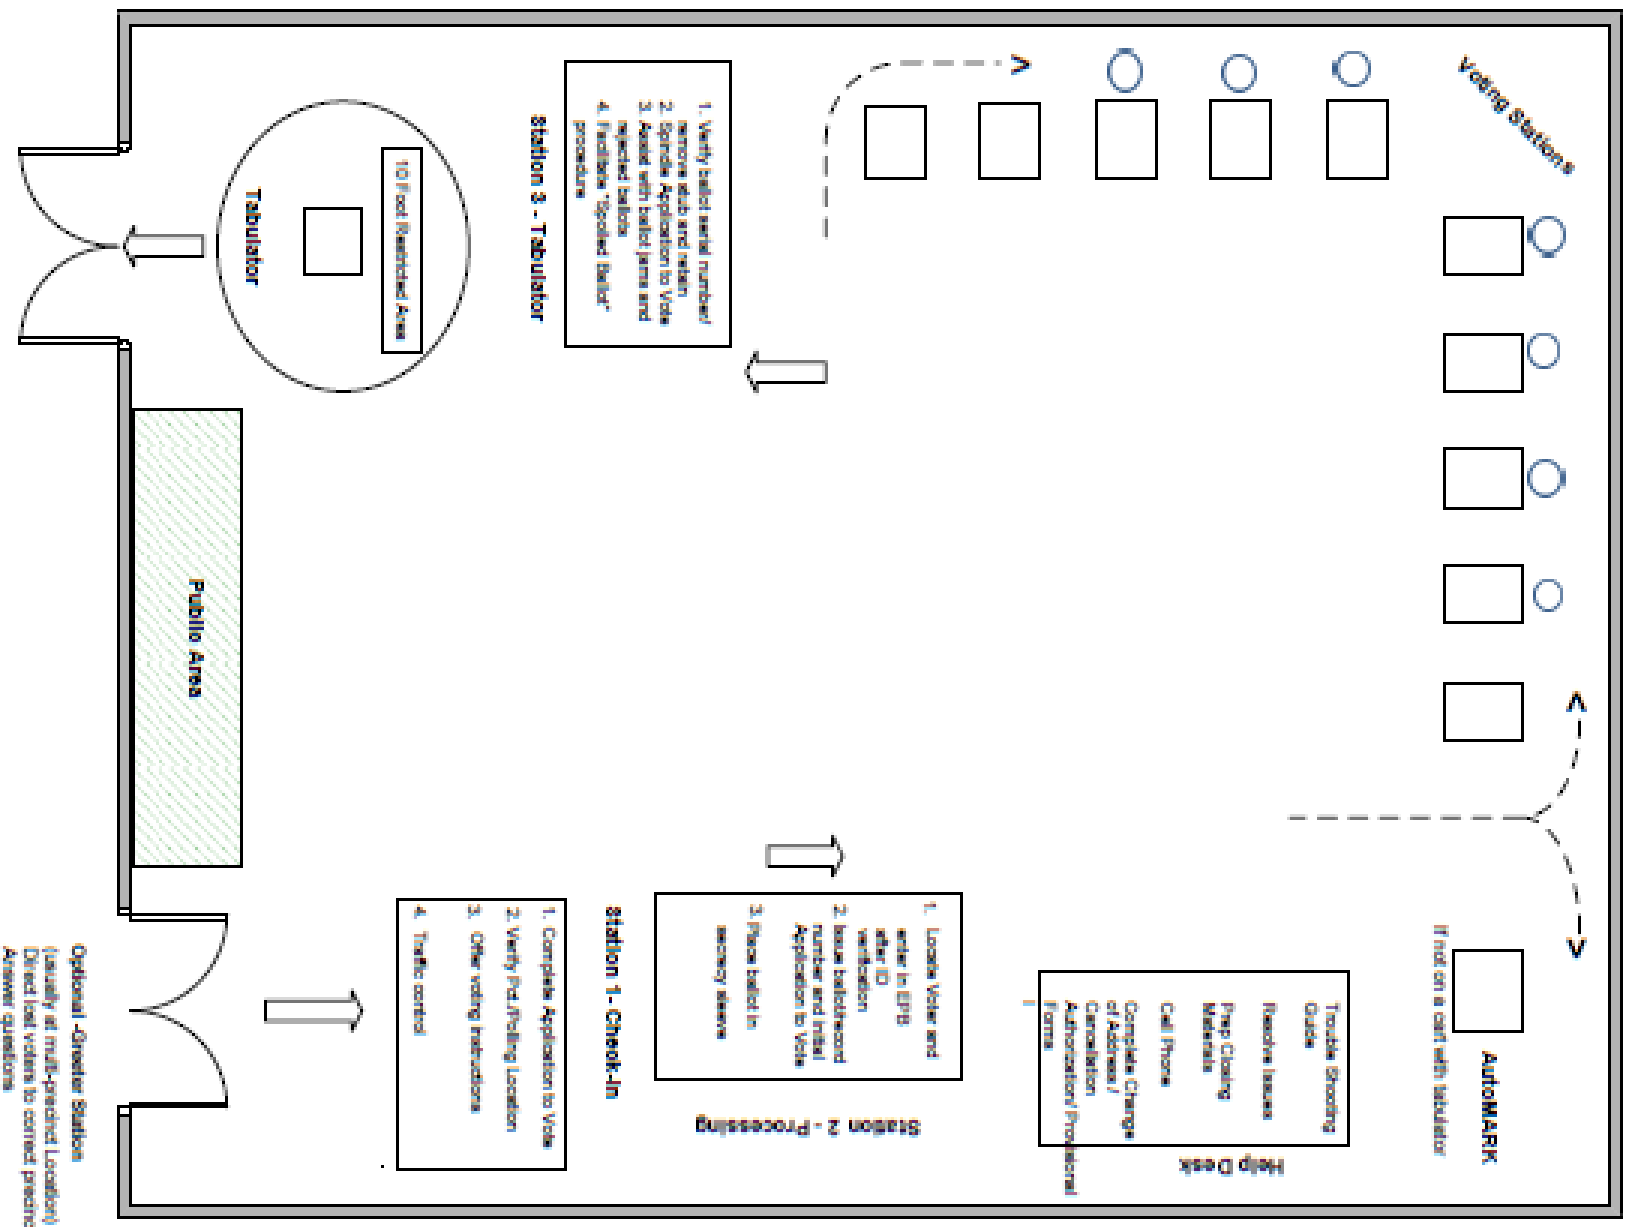 Voting Stations
1. Verify ballot serial number/
remove stub and retain
2. Spindle Application to Vote
3. Assist with ballot jams and
rejected ballots
4. Facilitate "Spoiled Ballot"
procedure
Station 3 - Tabulator
10 Foot Restricted Area
Tabulator
Public Area
1. Locate Voter and
enter in EPB
after ID
verification
2. Issue ballot/record
number and initial
Application to Vote
3. Place ballot in
secrecy sleeve
Station 2 - Processing
Station 1 - Check-in
1. Complete Application to Vote
2. Verify Pct./Polling Location
3. Offer voting instructions
4. Traffic control
Trouble Shooting
Guide
Resolve Issues
Prep Closing
Materials
Cell Phone
Complete Change
of Address /
Cancellation
Authorization/ Provisional
Forms
Help Desk
AutoMARK
If not on a cart with tabulator
Optional -Greeter Station
(usually at multi-precinct Location)
Direct lost voters to correct precinc
Answer questions